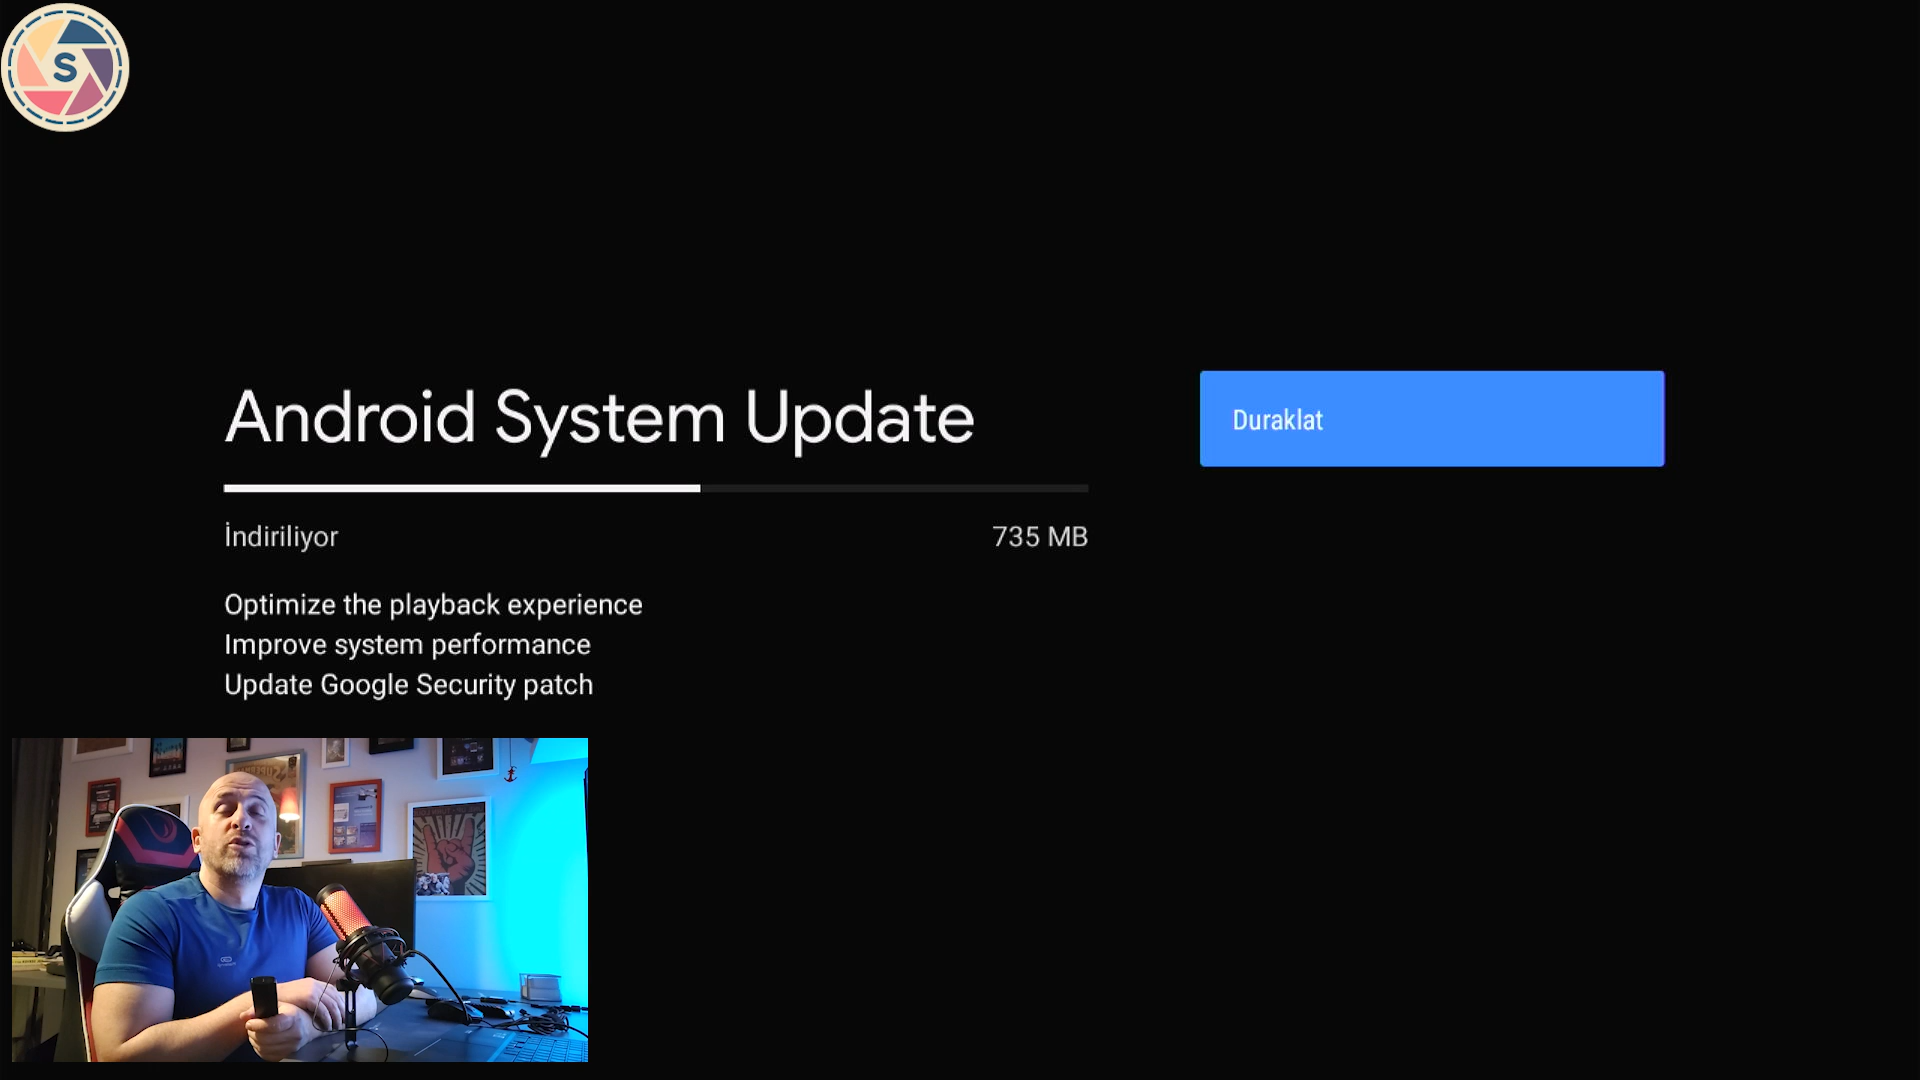 S
Android System Update
Duraklat
İndiriliyor
735 MB
Optimize the playback experience
Improve system performance
Update Google Security patch